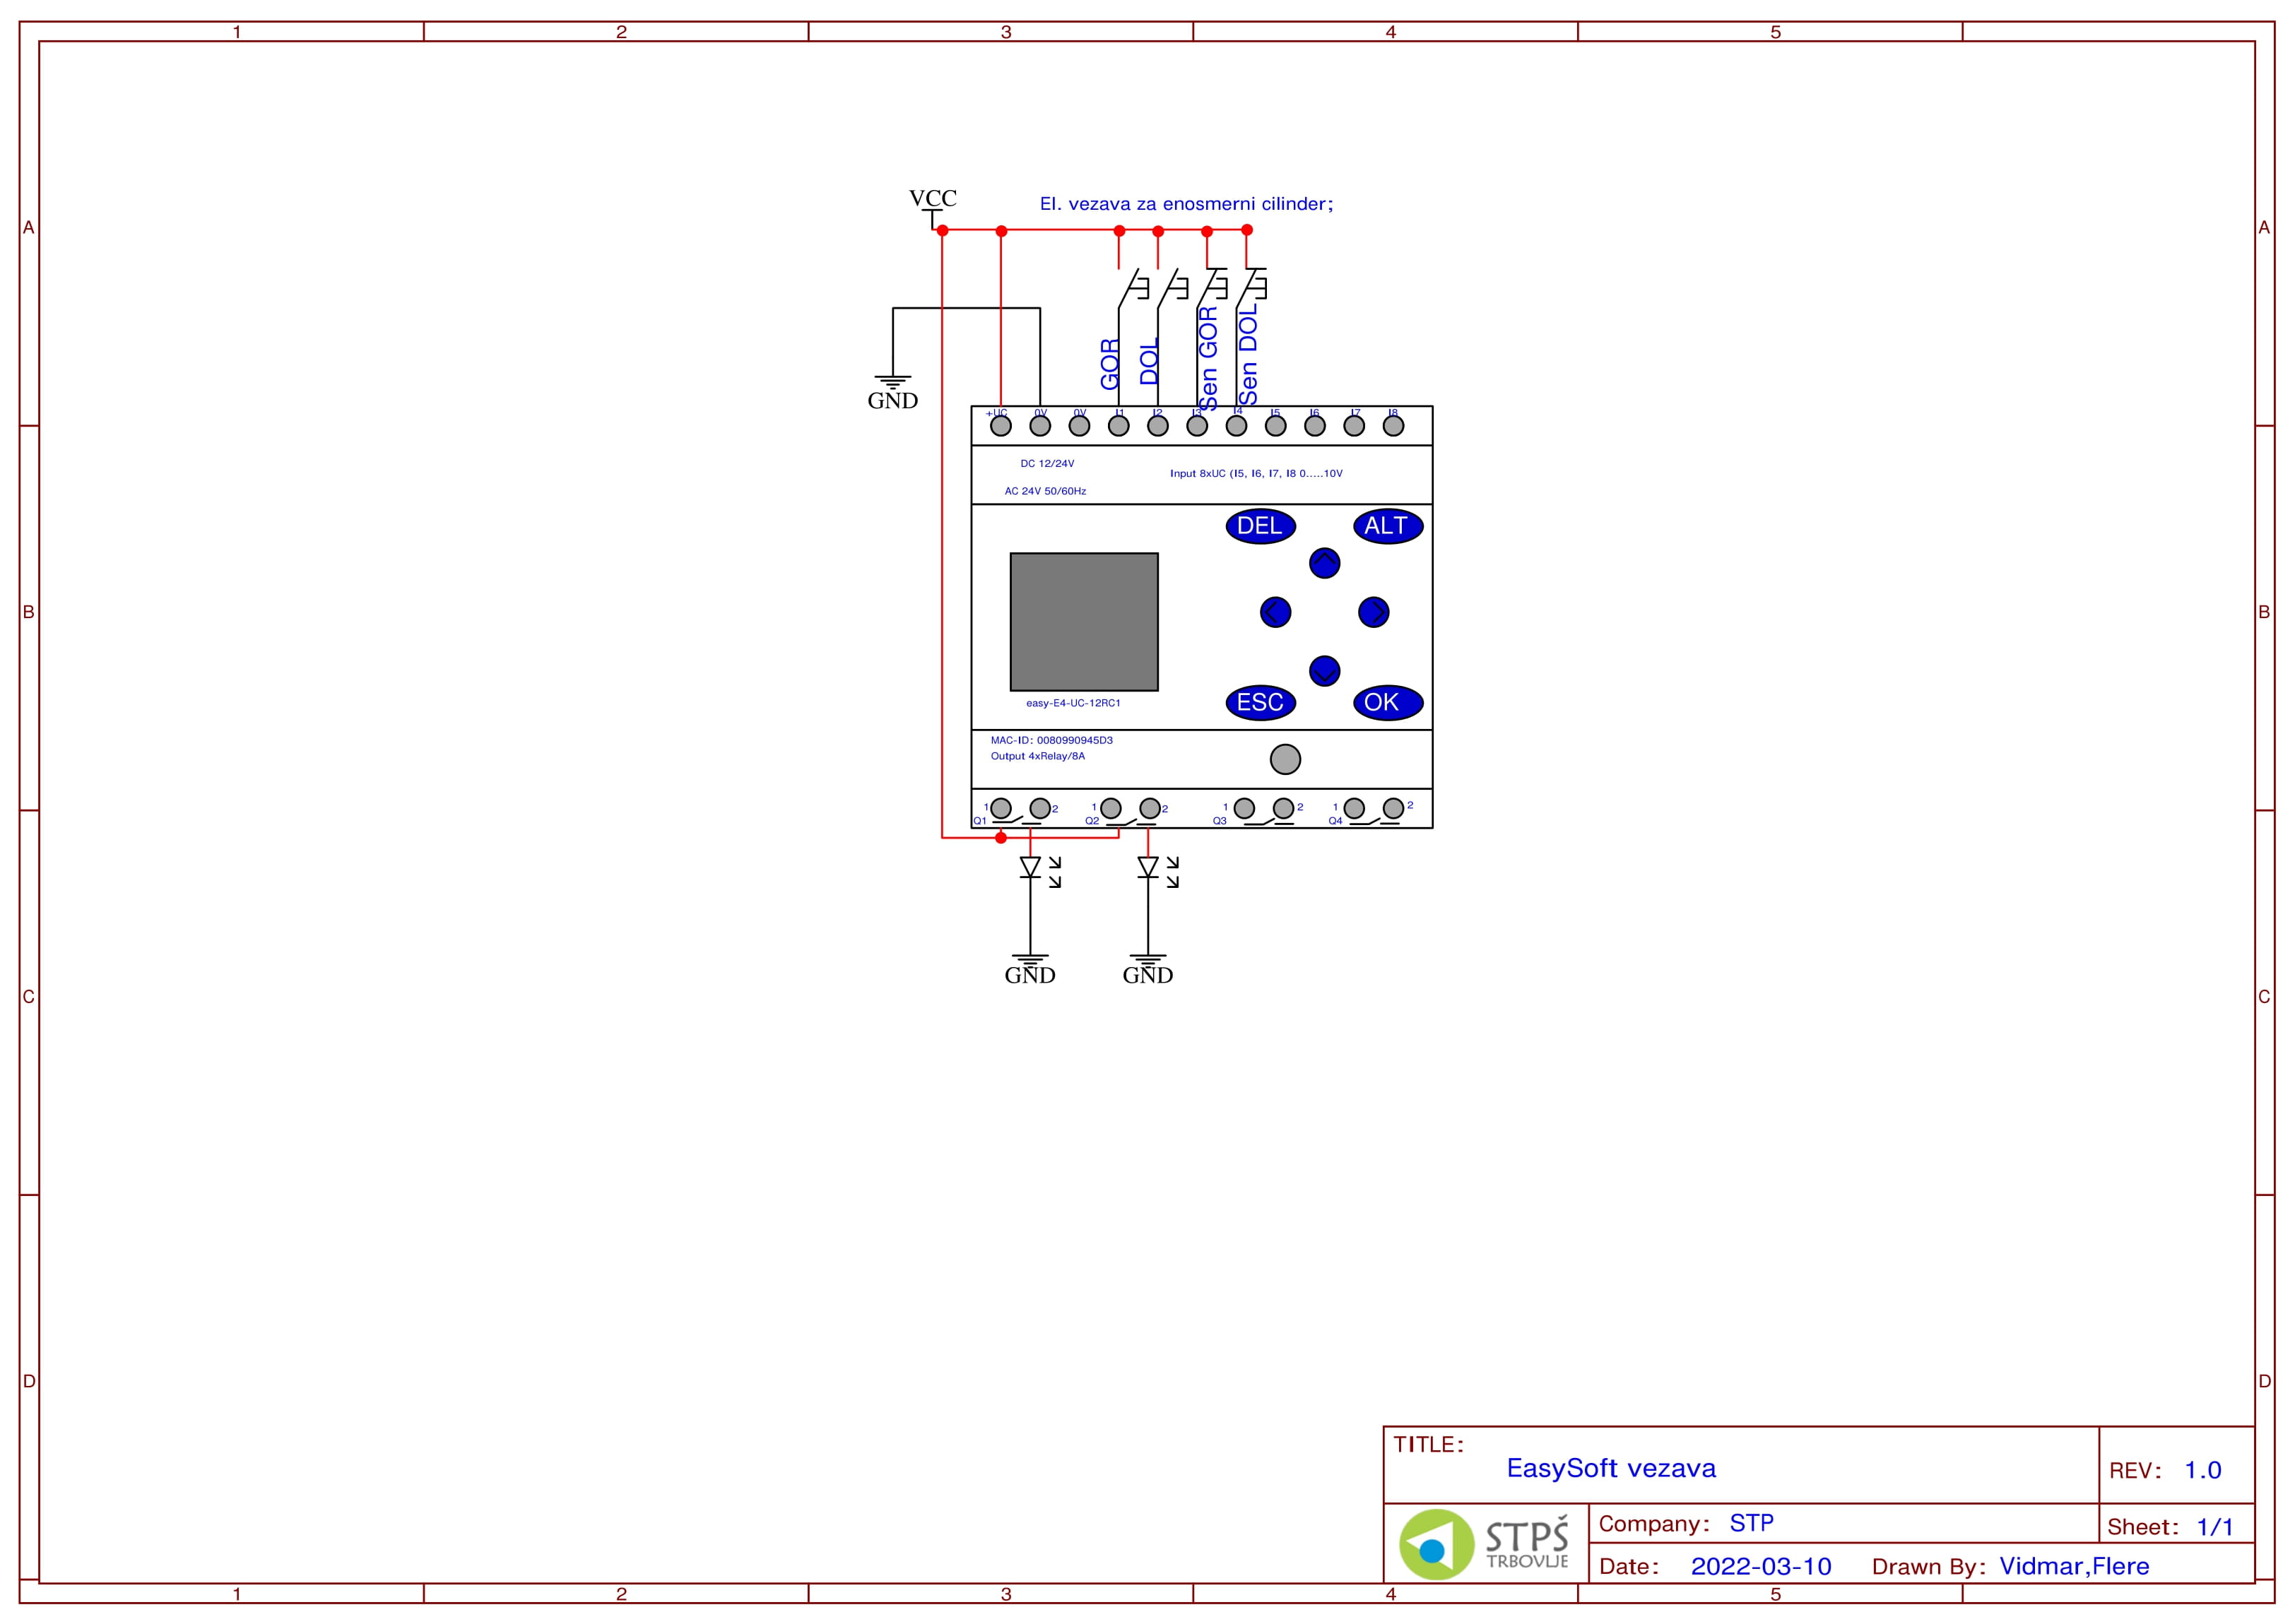 1 2 3 4 5
VCC
El. vezava za enosmerni cilinder;
A A
GOR DOL Sen GOR Sen DOL
GND
+UC 0V 0V I1 I2 I3 I4 I5 I6 I7 I8
DC 12/24V
Input 8xUC (I5, I6, I7, I8 0.....10V
AC 24V 50/60Hz
DEL ALT
B B
easy-E4-UC-12RC1
ESC OK
MAC-ID: 0080990945D3
Output 4xRelay/8A
1 2 1 2 1 2 1 2
Q1 Q2 Q3 Q4
GND GND
C C
D D
TITLE:
EasySoft vezava
REV: 1.0
STPŠ
TRBOVLJE
Company: STP
Sheet: 1/1
Date: 2022-03-10 Drawn By: Vidmar,Flere
1 2 3 4 5